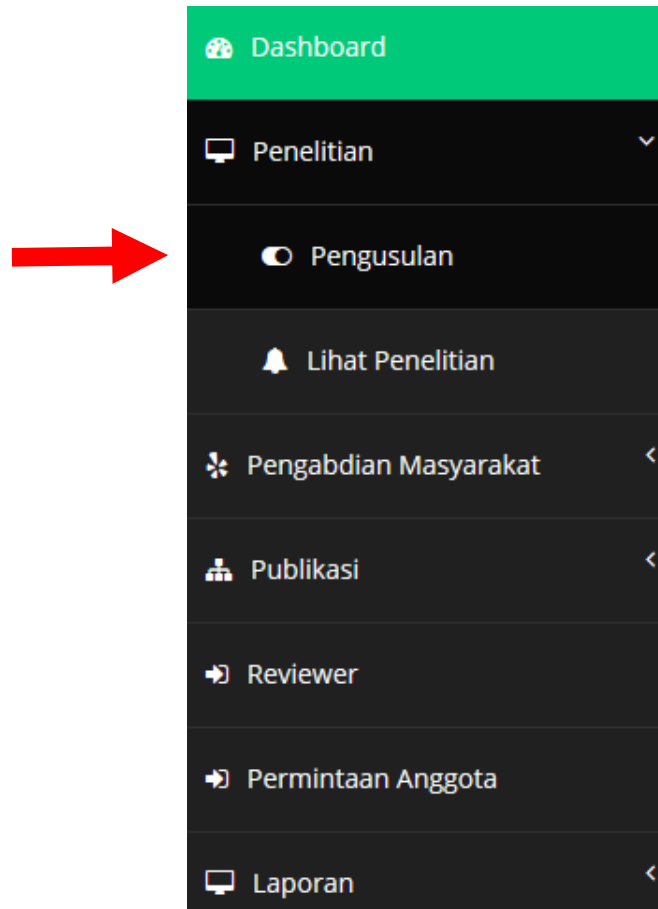 Dashboard
Penelitian
Pengusulan
Lihat Penelitian
Pengabdian Masyarakat
Publikasi
Reviewer
Permintaan Anggota
Laporan